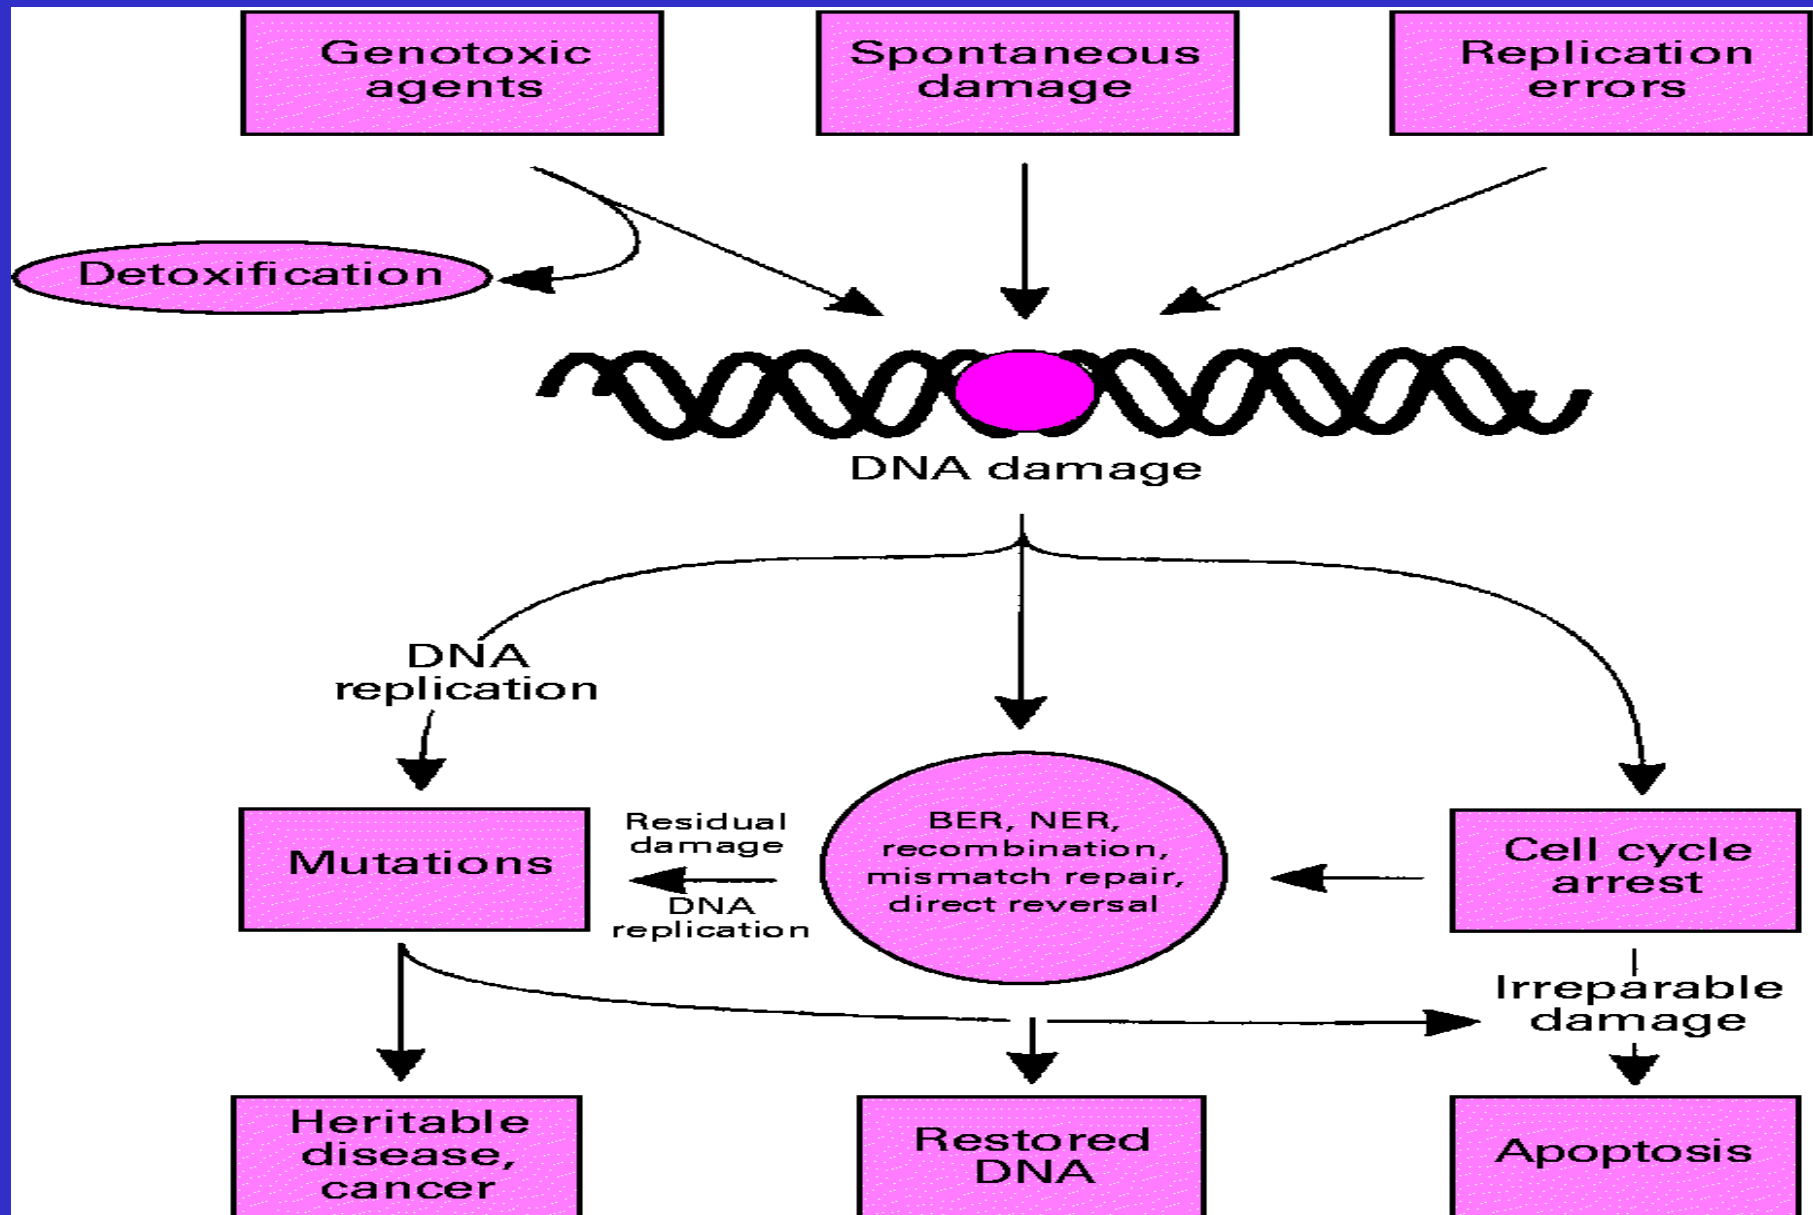 Genotoxic
agents
Spontaneous
damage
Replication
errors
Detoxification
DNA damage
DNA
replication
Mutations
Residual
damage
DNA
replication
BER, NER,
recombination,
mismatch repair,
direct reversal
Cell cycle
arrest
Irreparable
damage
Heritable
disease,
cancer
Restored
DNA
Apoptosis